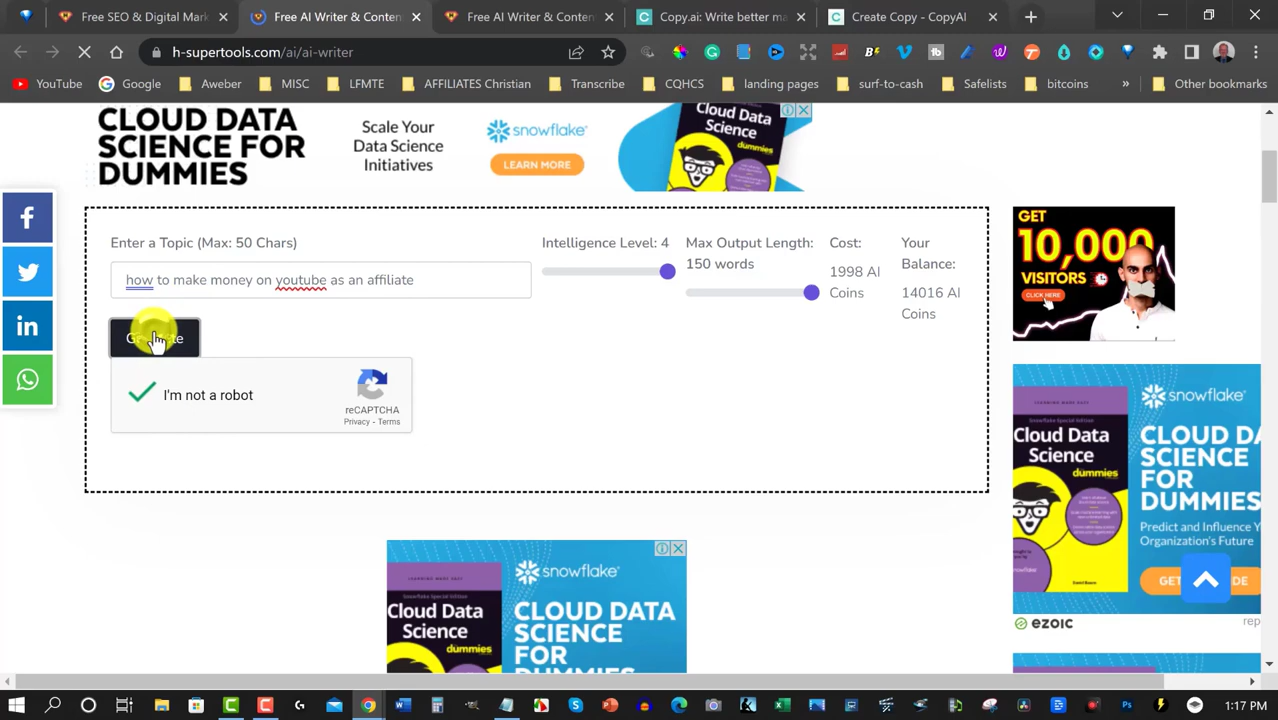 Free SEO & Digital Mark
Free AI Writer & Conten
Free AI Writer & Conten
Copy.ai: Write better ma
Create Copy - CopyAI
h-supertools.com/ai/ai-writer
YouTube
Google
Aweber
MISC
LFMTE
AFFILIATES Christian
Transcribe
CQHCS
landing pages
surf-to-cash
Safelists
bitcoins
»
Other bookmarks
CLOUD DATA
SCIENCE FOR
DUMMIES
Scale Your
Data Science
Initiatives
snowflake
LEARN MORE
Cloud Data
Science
dummies
Enter a Topic (Max: 50 Chars)
how to make money on youtube as an affiliate
Intelligence Level: 4
Max Output Length:
150 words
Cost:
1998 AI
Coins
Your
Balance:
14016 AI
Coins
I'm not a robot
reCAPTCHA
Privacy - Terms
GET
10,000
VISITORS
CLICK HERE
snowflake
Cloud Data
Science
dummies
CLOUD DA
SCIENCE
FOR
DUMMIES
Predict and Influence Y
Organization's Future
ezoic
rep
snowflake
Cloud Data
Science
CLOUD DATA
SCIENCE
FOR
DUMMIES
1:17 PM